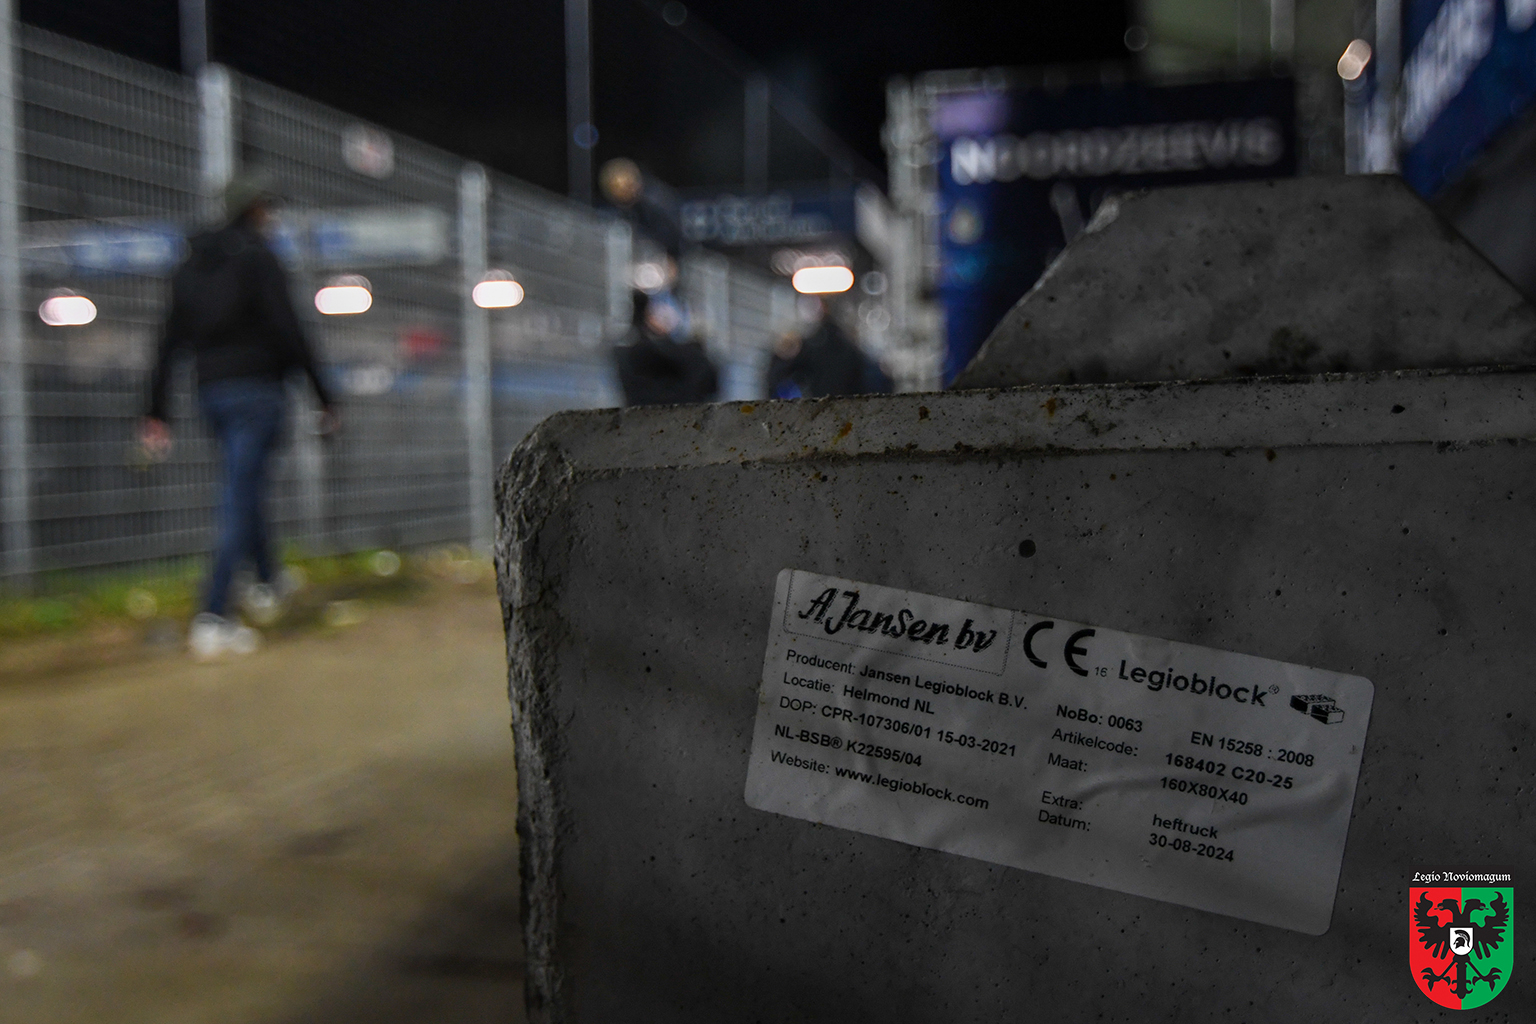 NOORDZEEVIS
A.Jansen bv
CE 16 Legioblock®
Producent: Jansen Legioblock B.V.
Locatie: Helmond NL
DOP: CPR-107306/01 15-03-2021
NL-BSB® K22595/04
Website: www.legioblock.com
NoBo: 0063 EN 15258 : 2008
Artikelcode: 168402 C20-25
Maat: 160X80X40
Extra: heftruck
Datum: 30-08-2024
Legio Noviomagum